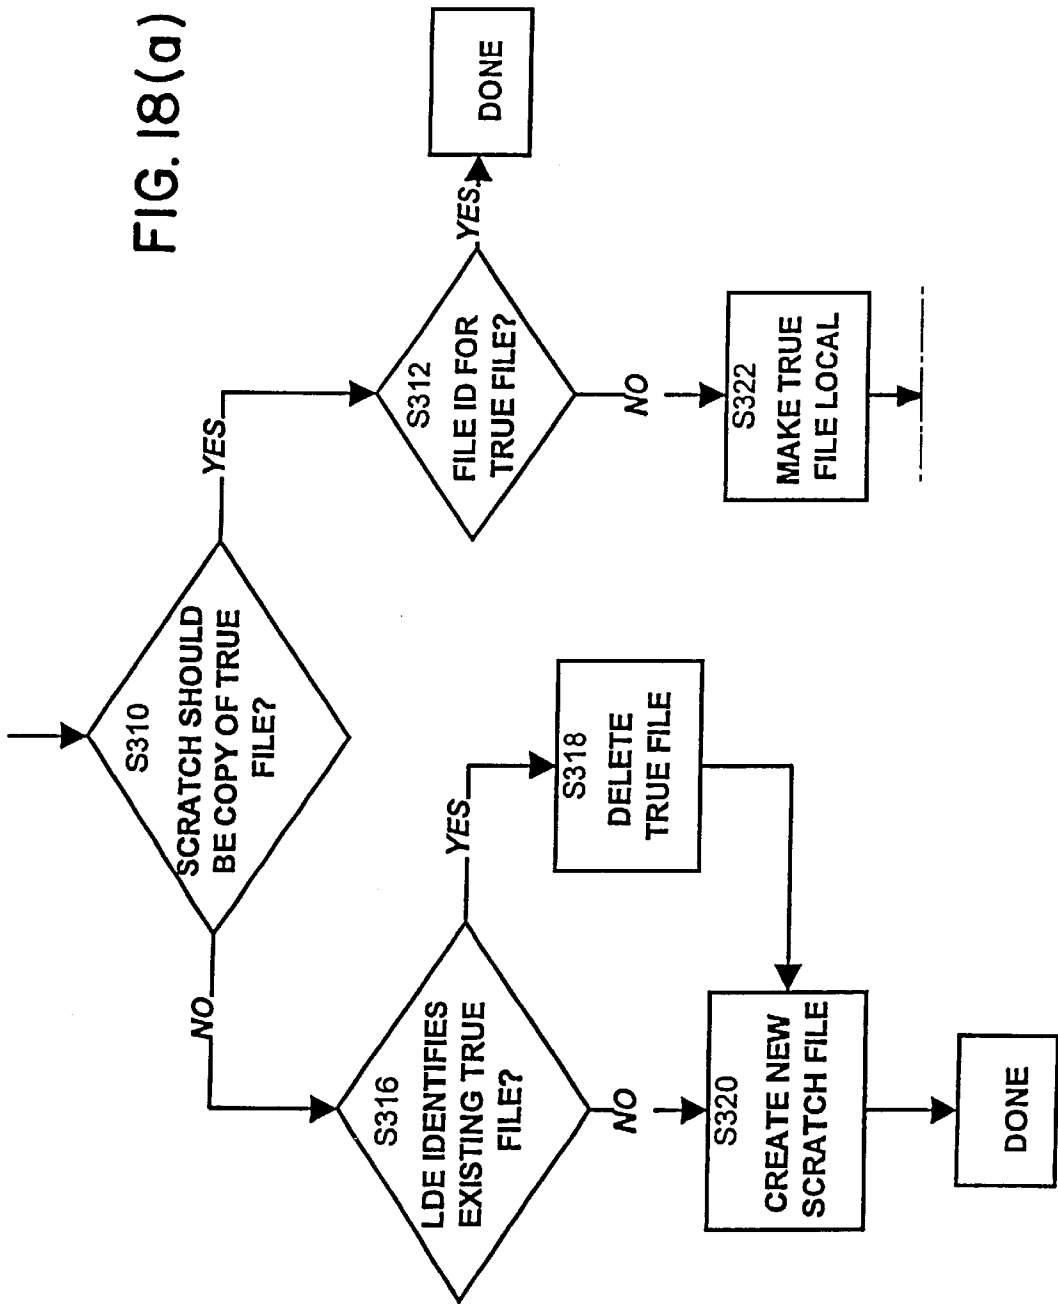 FIG. 18(a)
S310
SCRATCH SHOULD
BE COPY OF TRUE
FILE?
NO
YES
S316
LDE IDENTIFIES
EXISTING TRUE
FILE?
YES
NO
S318
DELETE
TRUE FILE
S320
CREATE NEW
SCRATCH FILE
DONE
S312
FILE ID FOR
TRUE FILE?
YES
DONE
NO
S322
MAKE TRUE
FILE LOCAL